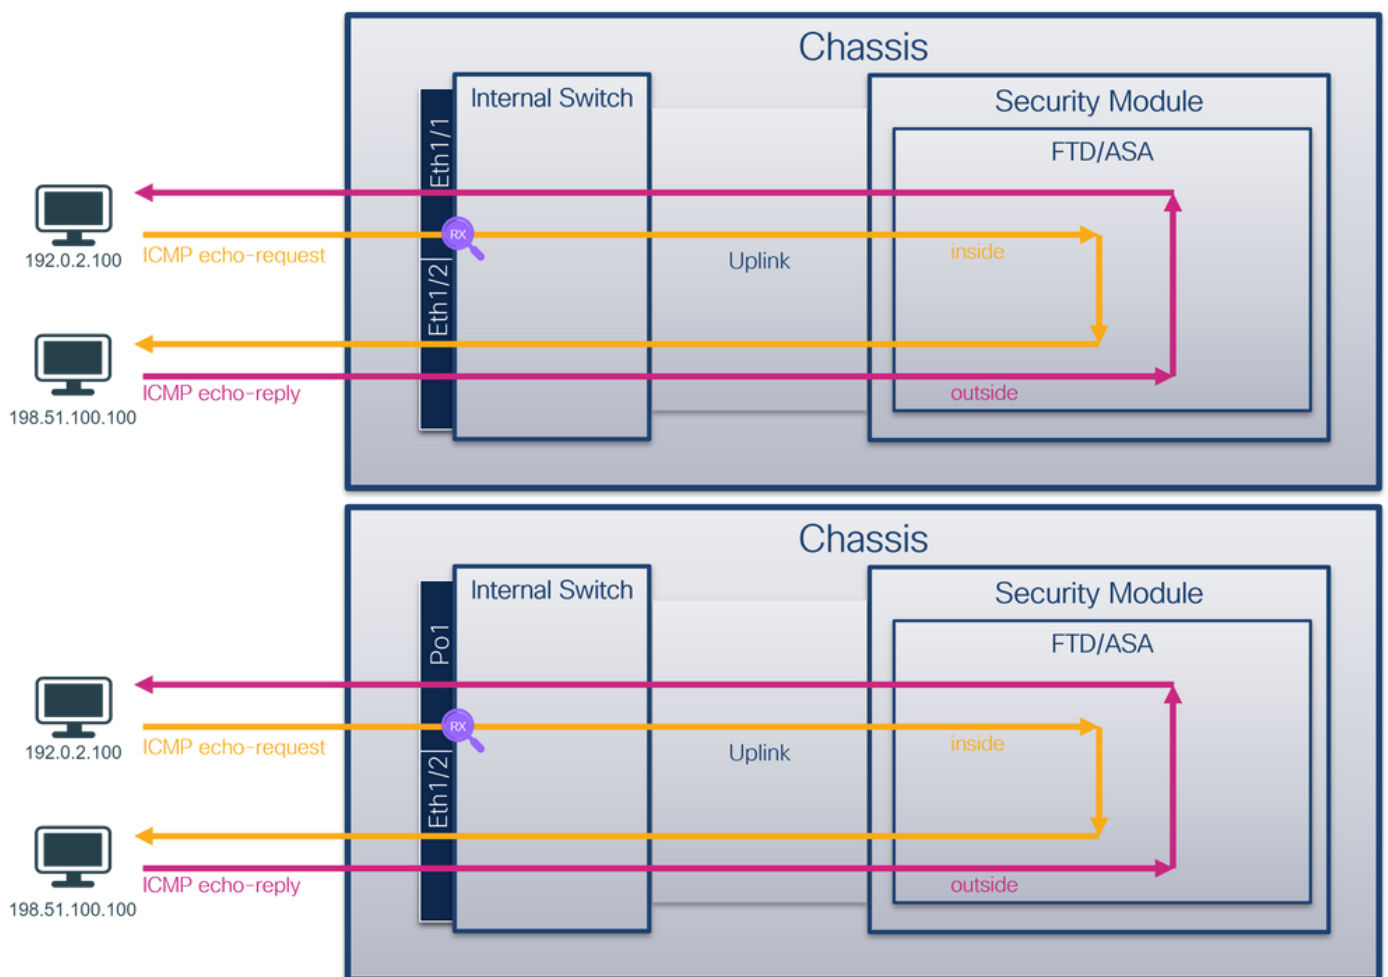 Chassis
Internal Switch
Security Module
FTD/ASA
Eth1/1
RX
192.0.2.100
ICMP echo-request
Uplink
inside
Eth1/2
198.51.100.100
ICMP echo-reply
outside
Chassis
Internal Switch
Security Module
FTD/ASA
Po1
RX
192.0.2.100
ICMP echo-request
Uplink
inside
Eth1/2
198.51.100.100
ICMP echo-reply
outside